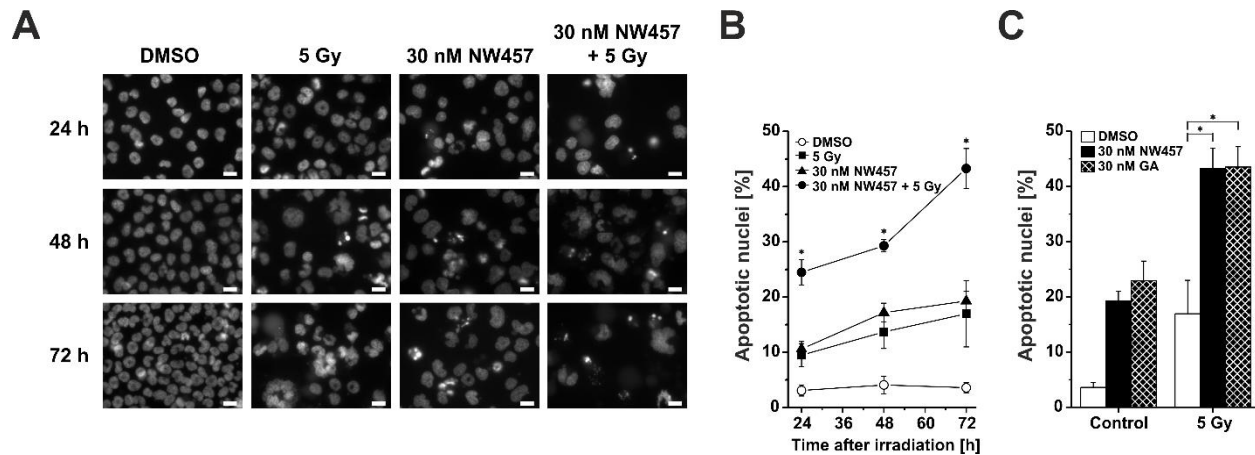 A
DMSO
5 Gy
30 nM NW457
30 nM NW457
+ 5 Gy
24 h
48 h
72 h
B
Apoptotic nuclei [%]
50
40
30
20
10
0
DMSO
5 Gy
30 nM NW457
30 nM NW457 + 5 Gy
*
*
*
24 36 48 60 72
Time after irradiation [h]
C
Apoptotic nuclei [%]
50
40
30
20
10
0
DMSO
30 nM NW457
30 nM GA
*
*
Control 5 Gy